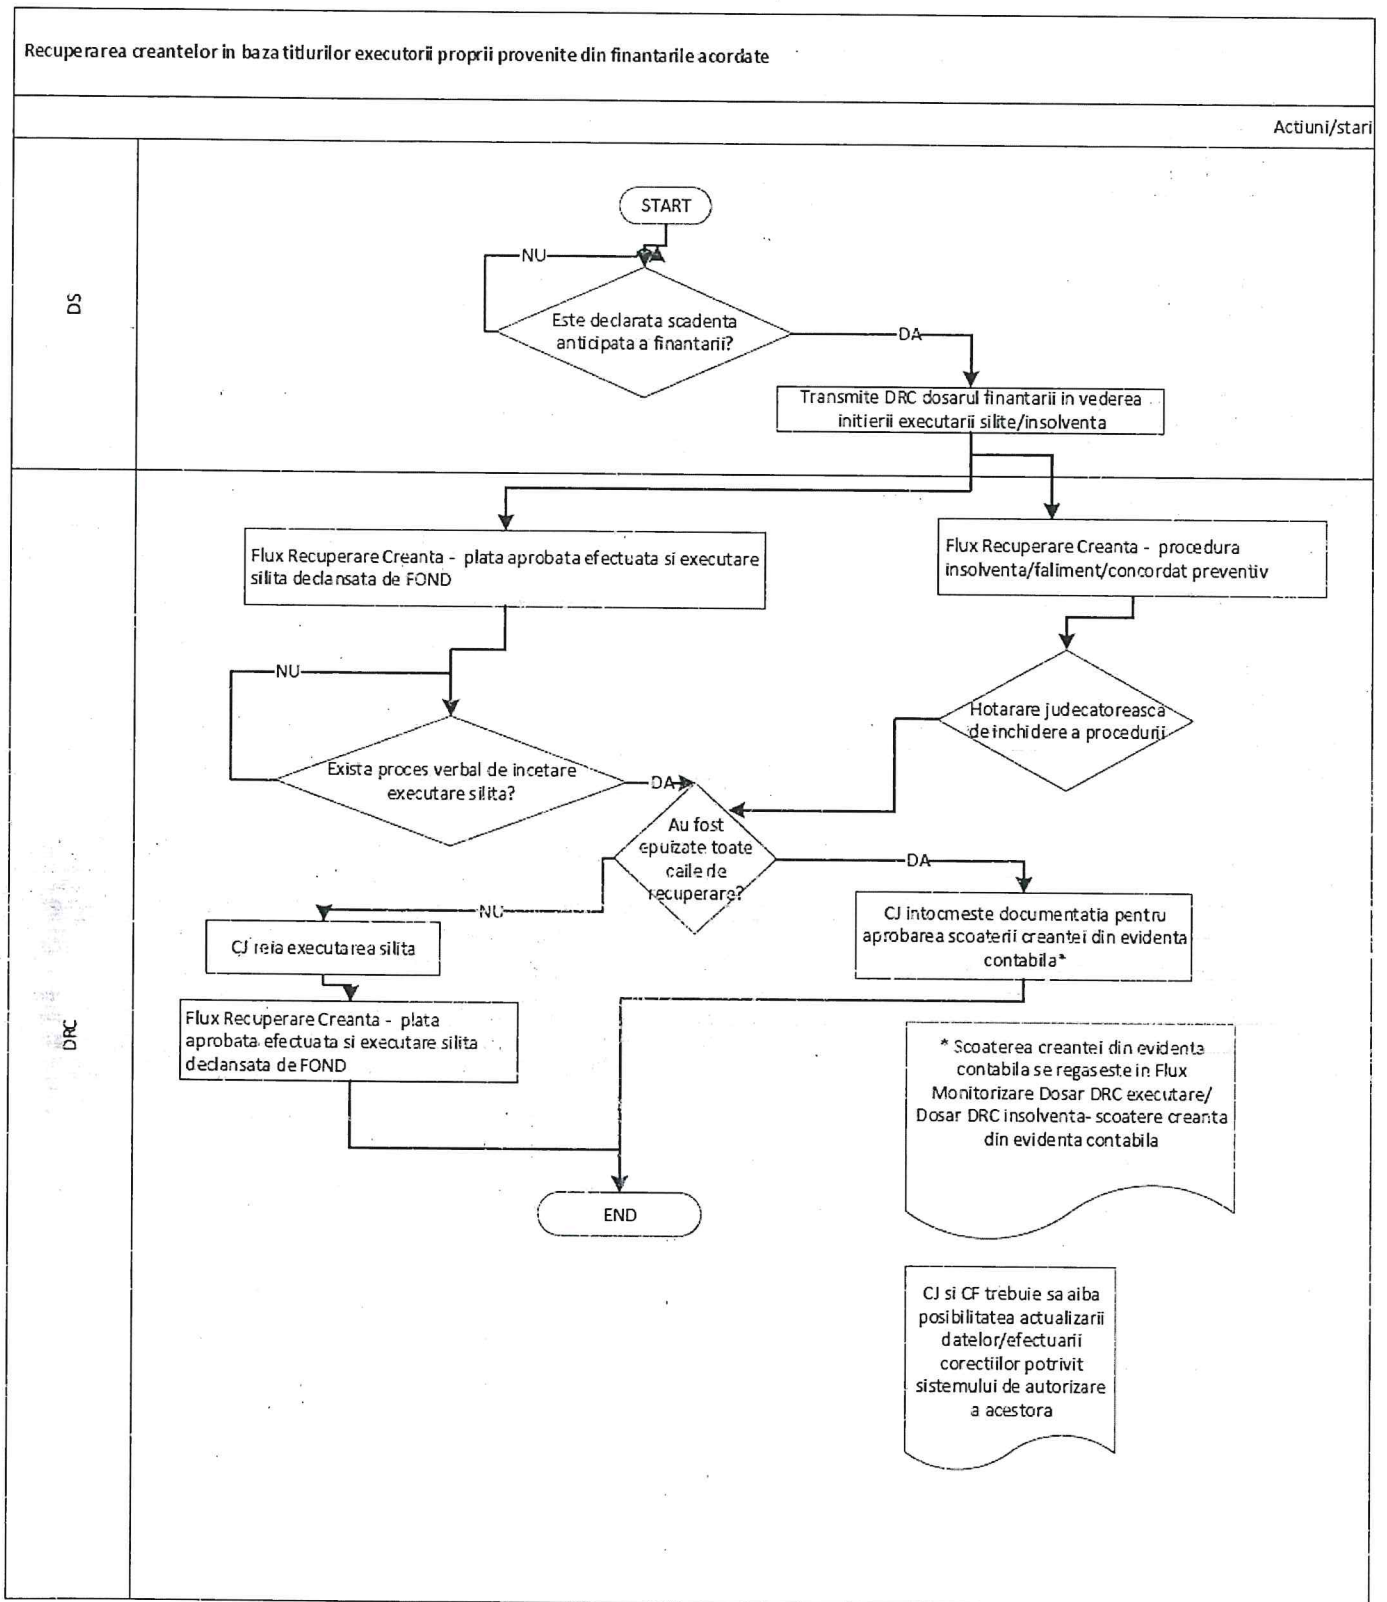 Recuperarea creantelor in baza titlurilor executorii proprii provenite din finantarile acordate
Actiuni/stari
DS
START
NU
Este declarata scadenta
anticipata a finantarii?
DA
Transmite DRC dosarul finantarii in vederea
initierii executarii silite/insolventa
DRC
Flux Recuperare Creanta - plata aprobata efectuata si executare
silita declansata de FOND
Flux Recuperare Creanta - procedura
insolventa/faliment/concordat preventiv
NU
Hotarare judecatorească
de inchidere a procedurii
Exista proces verbal de incetare
executare silita?
DA
Au fost
epuizate toate
caile de
recuperare?
DA
NU
CJ reia executarea silita
CJ intocmeste documentatia pentru
aprobarea scoaterii creantei din evidenta
contabila*
Flux Recuperare Creanta - plata
aprobata efectuata si executare silita
declansata de FOND
* Scoaterea creantei din evidenta
contabila se regaseste in Flux
Monitorizare Dosar DRC executare/
Dosar DRC insolventa- scoatere creanta
din evidenta contabila
END
CJ si CF trebuie sa aiba
posibilitatea actualizarii
datelor/efectuarii
corectiilor potrivit
sistemului de autorizare
a acestora